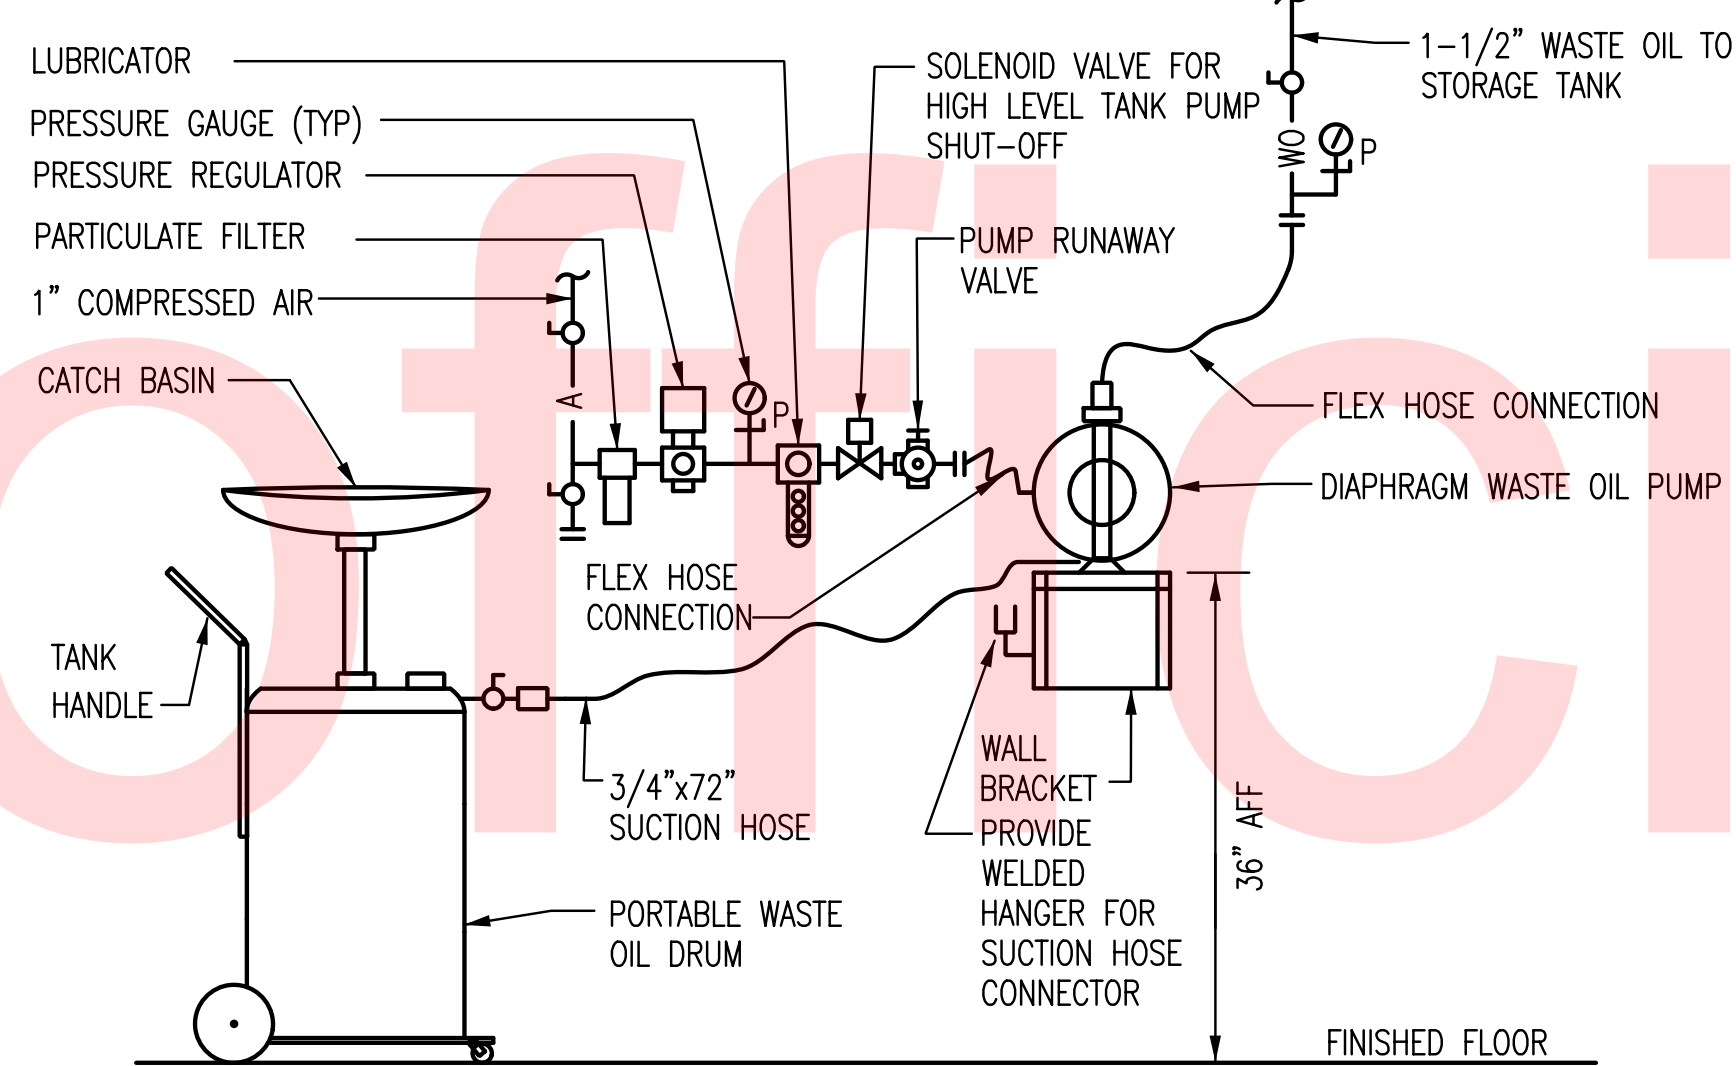 LUBRICATOR
PRESSURE GAUGE (TYP)
PRESSURE REGULATOR
PARTICULATE FILTER
1" COMPRESSED AIR
CATCH BASIN
A
P
SOLENOID VALVE FOR
HIGH LEVEL TANK PUMP
SHUT-OFF
PUMP RUNAWAY
VALVE
1-1/2" WASTE OIL TO
STORAGE TANK
WO
P
FLEX HOSE CONNECTION
DIAPHRAGM WASTE OIL PUMP
FLEX HOSE
CONNECTION
TANK
HANDLE
3/4"x72"
SUCTION HOSE
PORTABLE WASTE
OIL DRUM
WALL
BRACKET
PROVIDE
WELDED
HANGER FOR
SUCTION HOSE
CONNECTOR
36" AFF
FINISHED FLOOR
offici